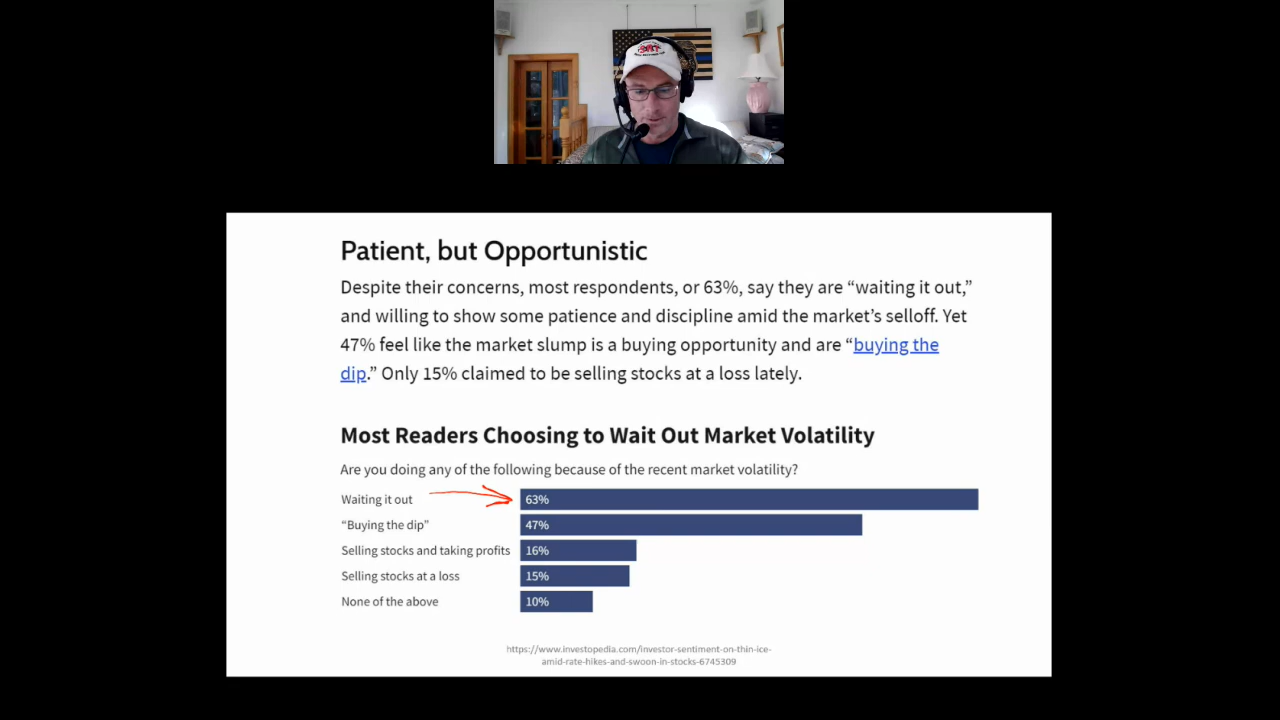 Patient, but Opportunistic
Despite their concerns, most respondents, or 63%, say they are “waiting it out,”
and willing to show some patience and discipline amid the market’s selloff. Yet
47% feel like the market slump is a buying opportunity and are “buying the
dip.” Only 15% claimed to be selling stocks at a loss lately.
Most Readers Choosing to Wait Out Market Volatility
Are you doing any of the following because of the recent market volatility?
Waiting it out 63%
“Buying the dip” 47%
Selling stocks and taking profits 16%
Selling stocks at a loss 15%
None of the above 10%
https://www.investopedia.com/investor-sentiment-on-thin-ice-
amid-rate-hikes-and-swoon-in-stocks-6745309